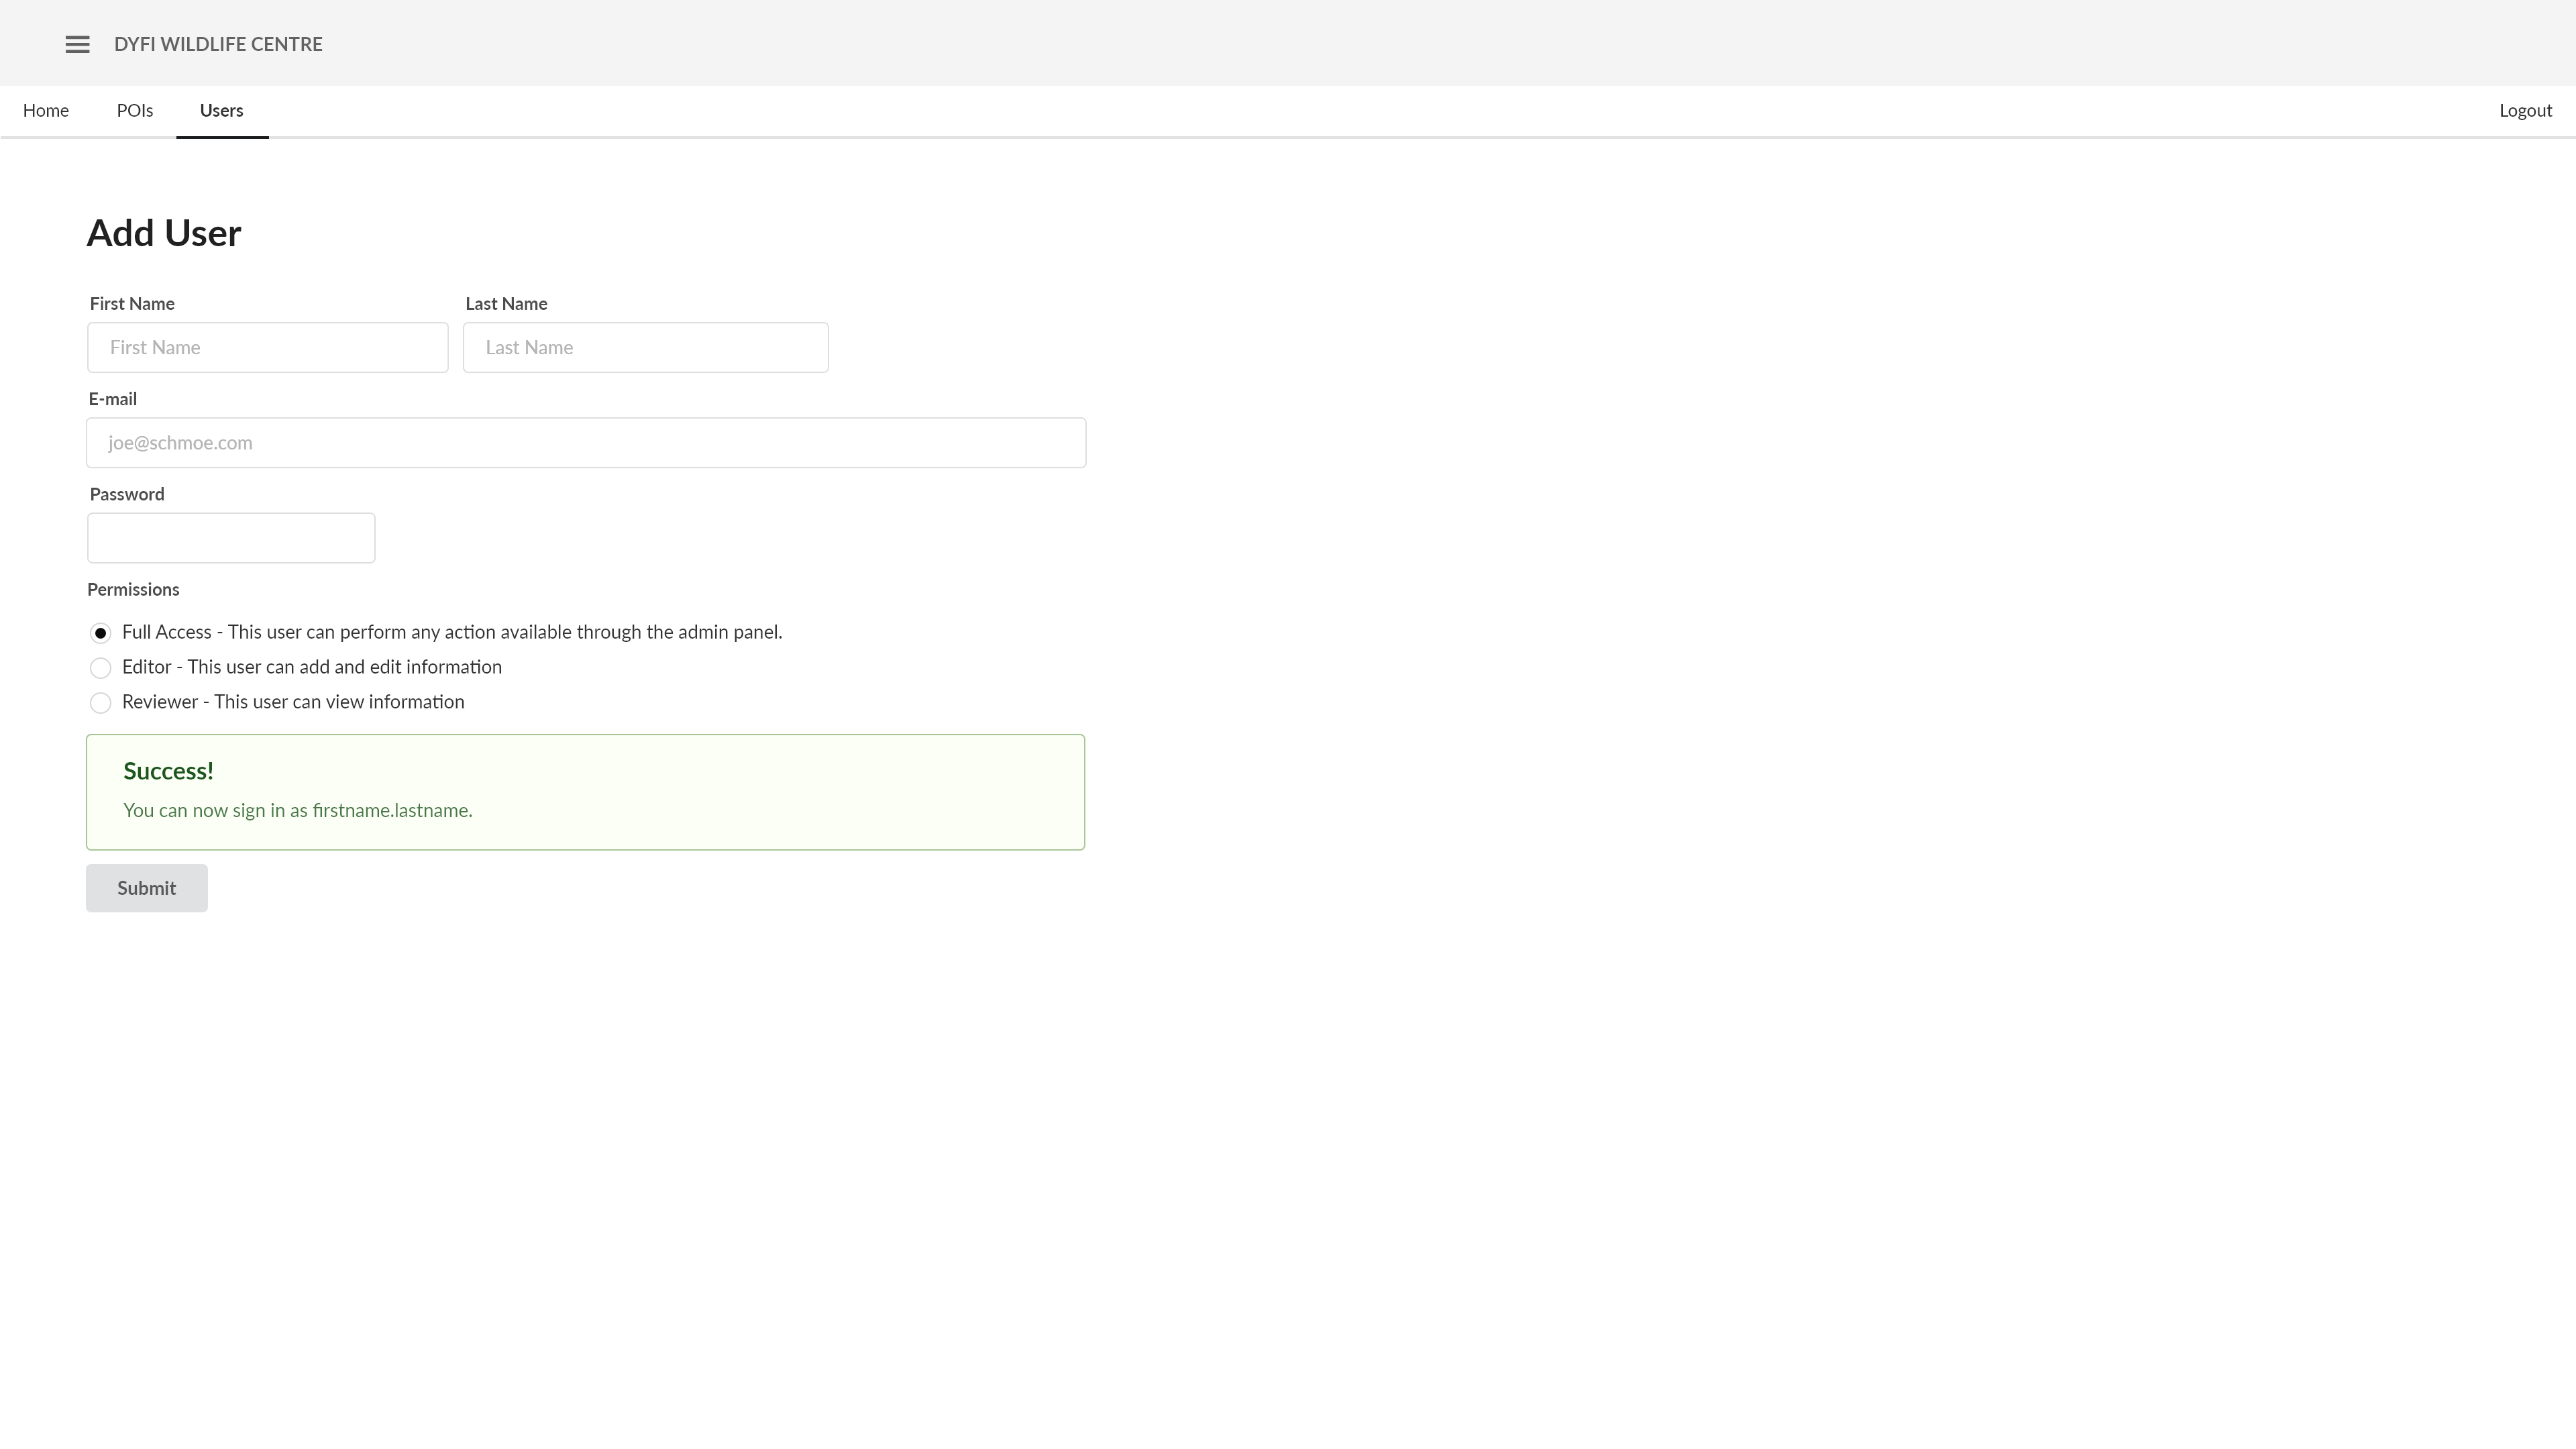 DYFI WILDLIFE CENTRE
Home POIs Users Logout
Add User
First Name Last Name
First Name Last Name
E-mail
joe@schmoe.com
Password
Permissions
Full Access - This user can perform any action available through the admin panel.
Editor - This user can add and edit information
Reviewer - This user can view information
Success!
You can now sign in as firstname.lastname.
Submit